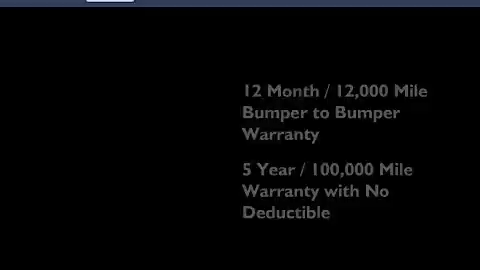 12 Month / 12,000 Mile
Bumper to Bumper
Warranty
5 Year / 100,000 Mile
Warranty with No
Deductible